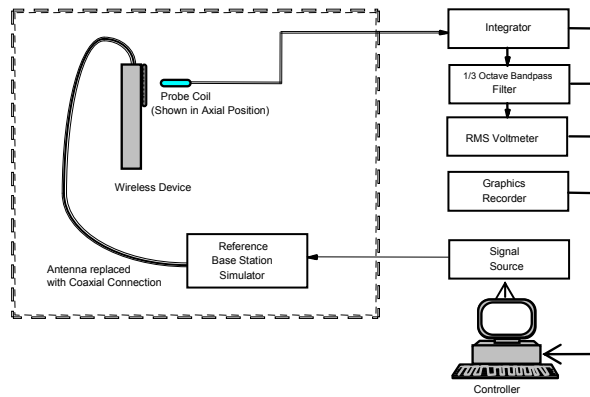 Integrator
1/3 Octave Bandpass
Filter
RMS Voltmeter
Graphics
Recorder
Signal
Source
Controller
Probe Coil
(Shown in Axial Position)
Wireless Device
Reference
Base Station
Simulator
Antenna replaced
with Coaxial Connection